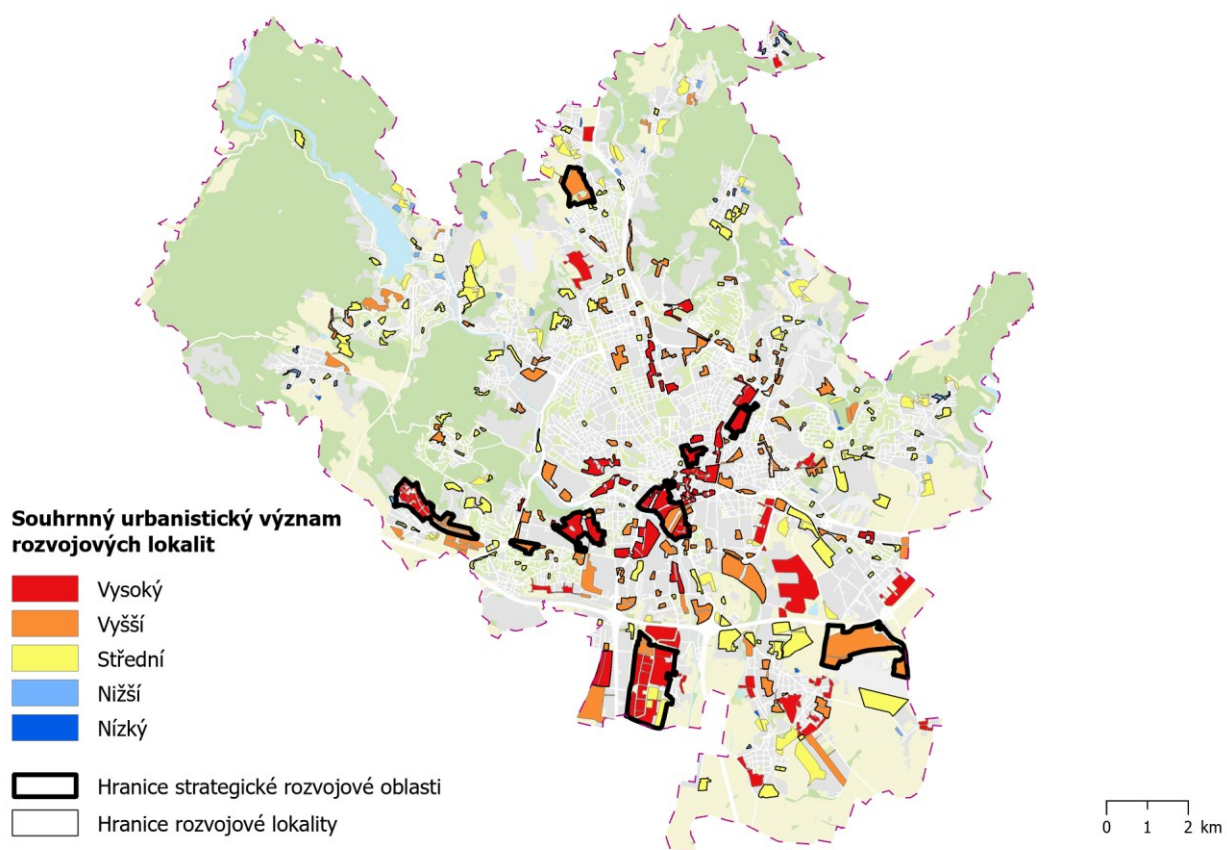 Souhrnný urbanistický význam
rozvojových lokalit
Vysoký
Vyšší
Střední
Nižší
Nízký
Hranice strategické rozvojové oblasti
Hranice rozvojové lokality
0 1 2 km